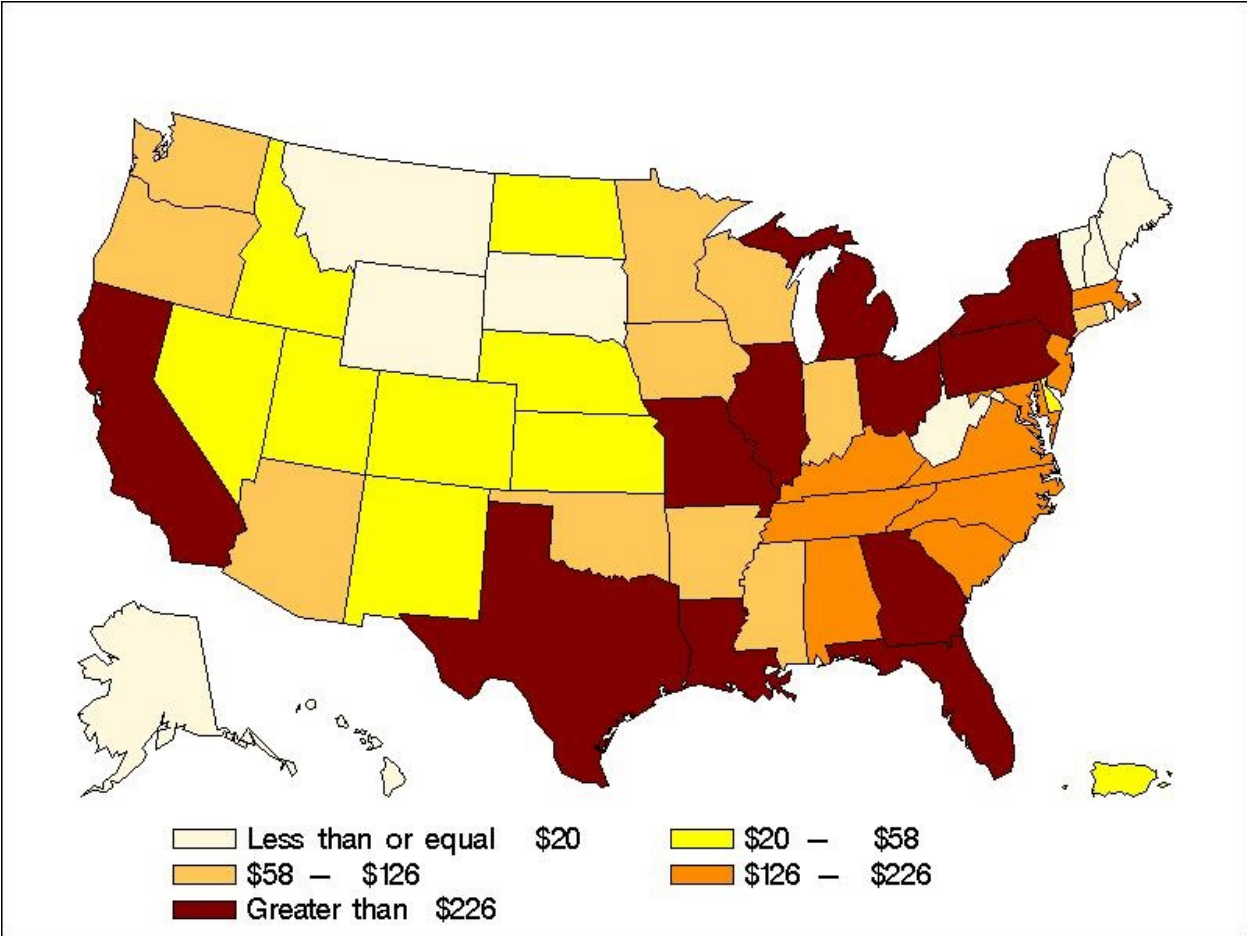 Less than or equal $20 $20 – $58
$58 – $126 $126 – $226
Greater than $226